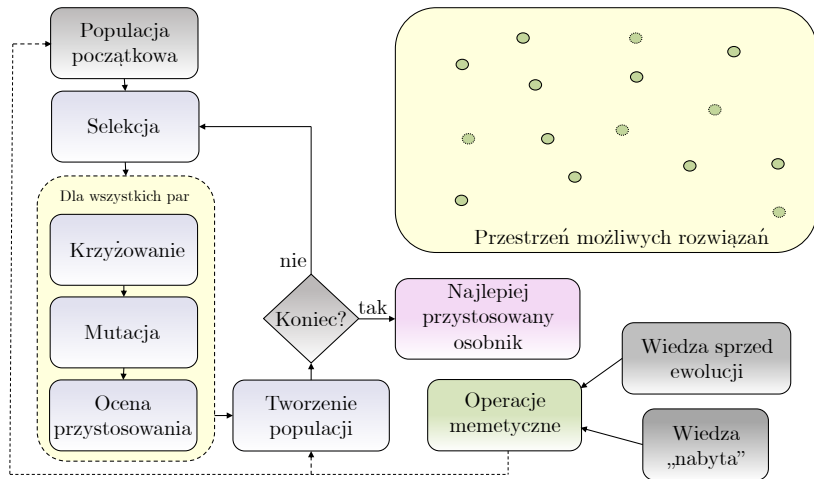 Populacja
początkowa
Selekcja
Dla wszystkich par
Krzyżowanie
Mutacja
Ocena
przystosowania
Tworzenie
populacji
nie
Koniec?
tak
Najlepiej
przystosowany
osobnik
Przestrzeń możliwych rozwiązań
Operacje
memetyczne
Wiedza sprzed
ewolucji
Wiedza
„nabyta”